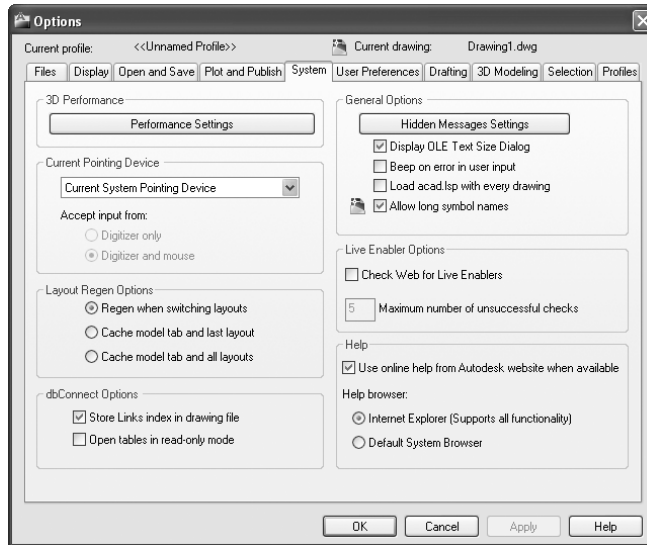 Options
Current profile: <<Unnamed Profile>> Current drawing: Drawing1.dwg
Files Display Open and Save Plot and Publish System User Preferences Drafting 3D Modeling Selection Profiles
3D Performance
Performance Settings
Current Pointing Device
Current System Pointing Device
Accept input from:
Digitizer only
Digitizer and mouse
Layout Regen Options
Regen when switching layouts
Cache model tab and last layout
Cache model tab and all layouts
dbConnect Options
Store Links index in drawing file
Open tables in read-only mode
General Options
Hidden Messages Settings
Display OLE Text Size Dialog
Beep on error in user input
Load acad.lsp with every drawing
Allow long symbol names
Live Enabler Options
Check Web for Live Enablers
5 Maximum number of unsuccessful checks
Help
Use online help from Autodesk website when available
Help browser:
Internet Explorer (Supports all functionality)
Default System Browser
OK Cancel Apply Help